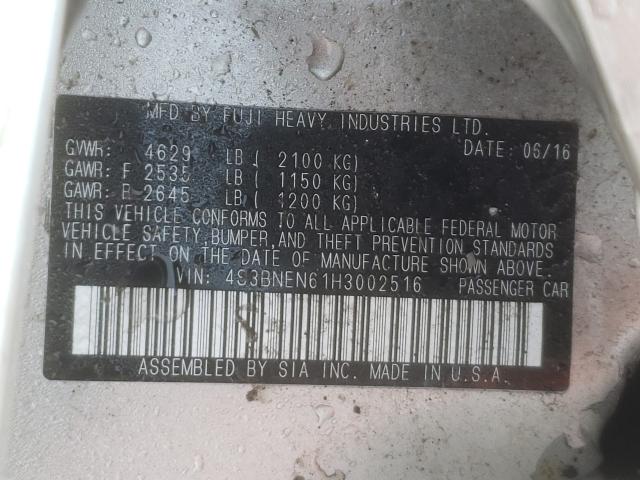 MFD BY FUJI HEAVY INDUSTRIES LTD.
GVWR: 4629 LB ( 2100 KG) DATE: 06/16
GAWR: F 2535 LB ( 1150 KG)
GAWR: R 2645 LB ( 1200 KG)
THIS VEHICLE CONFORMS TO ALL APPLICABLE FEDERAL MOTOR
VEHICLE SAFETY, BUMPER, AND THEFT PREVENTION STANDARDS
IN EFFECT ON THE DATE OF MANUFACTURE SHOWN ABOVE.
VIN: 4S3BNEN61H3002516 PASSENGER CAR
ASSEMBLED BY SIA INC. MADE IN U.S.A.